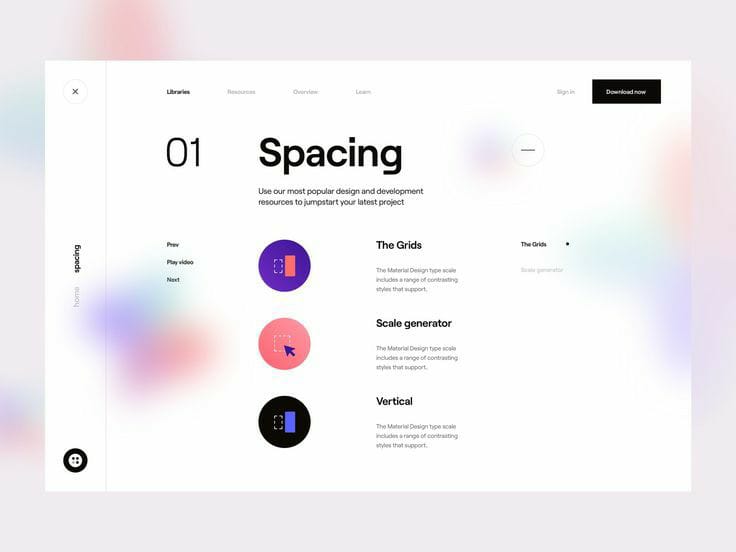 Libraries
Resources
Overview
Learn
Sign in
Download now
01
Spacing
Use our most popular design and development
resources to jumpstart your latest project
spacing
home
Prev
Play video
Next
The Grids
The Material Design type scale
includes a range of contrasting
styles that support.
The Grids
Scale generator
Scale generator
The Material Design type scale
includes a range of contrasting
styles that support.
Vertical
The Material Design type scale
includes a range of contrasting
styles that support.